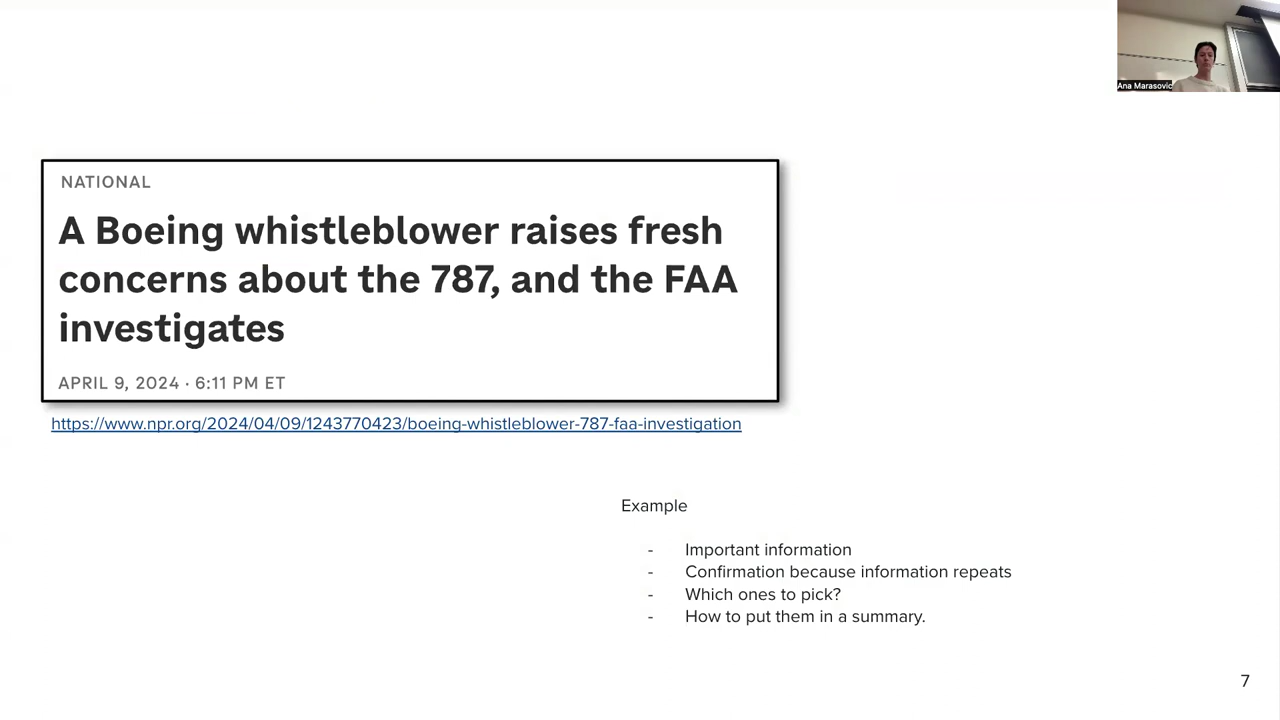 Ana Marasovic
NATIONAL
A Boeing whistleblower raises fresh
concerns about the 787, and the FAA
investigates
APRIL 9, 2024 · 6:11 PM ET
https://www.npr.org/2024/04/09/1243770423/boeing-whistleblower-787-faa-investigation
Example
- Important information
- Confirmation because information repeats
- Which ones to pick?
- How to put them in a summary.
7